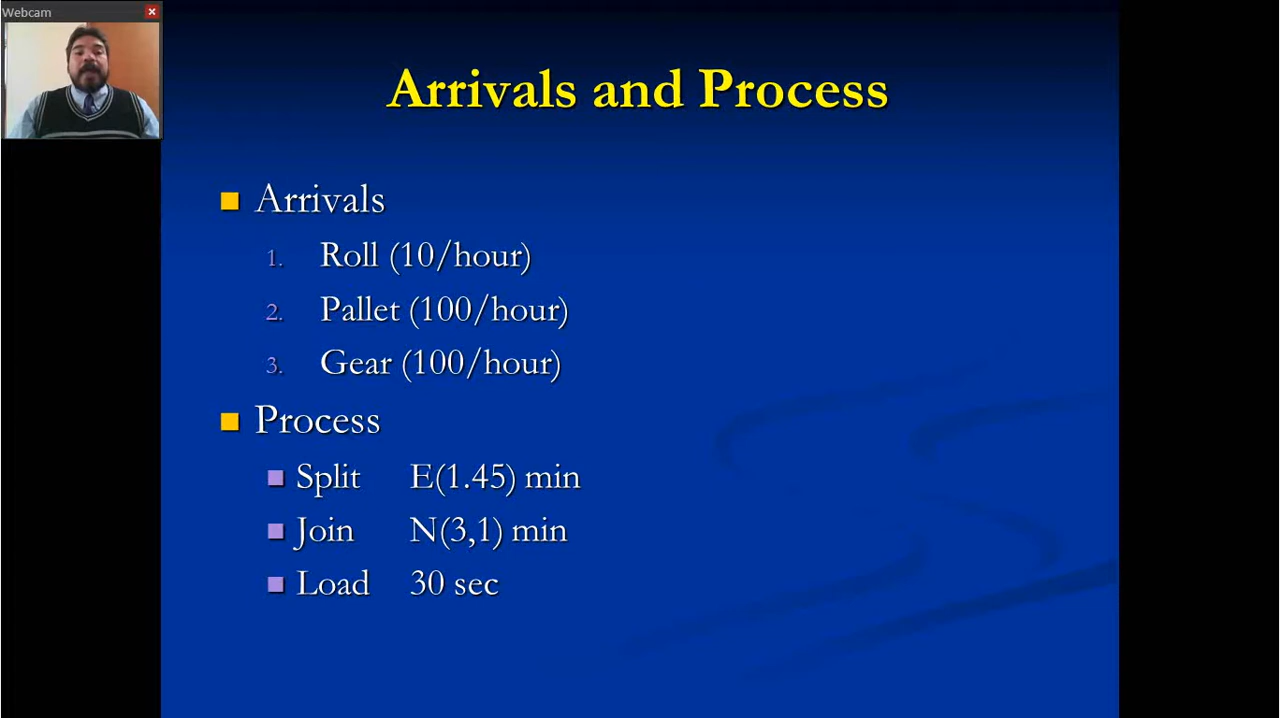 Webcam
Arrivals and Process
Arrivals
1. Roll (10/hour)
2. Pallet (100/hour)
3. Gear (100/hour)
Process
Split E(1.45) min
Join N(3,1) min
Load 30 sec